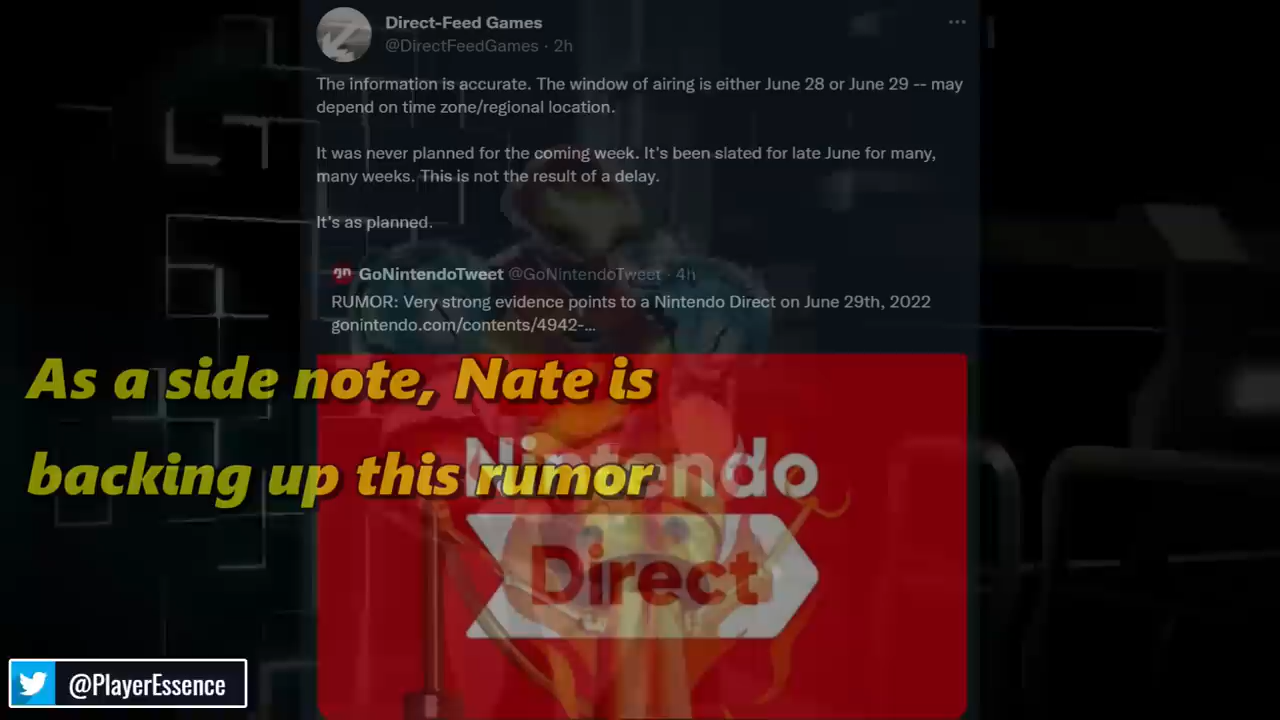 Direct-Feed Games
@DirectFeedGames · 2h
The information is accurate. The window of airing is either June 28 or June 29 -- may
depend on time zone/regional location.
It was never planned for the coming week. It's been slated for late June for many,
many weeks. This is not the result of a delay.
It's as planned.
GoNintendoTweet @GoNintendoTweet · 4h
RUMOR: Very strong evidence points to a Nintendo Direct on June 29th, 2022
gonintendo.com/contents/4942-...
As a side note, Nate is
backing up this rumor
Nintendo
Direct
@PlayerEssence